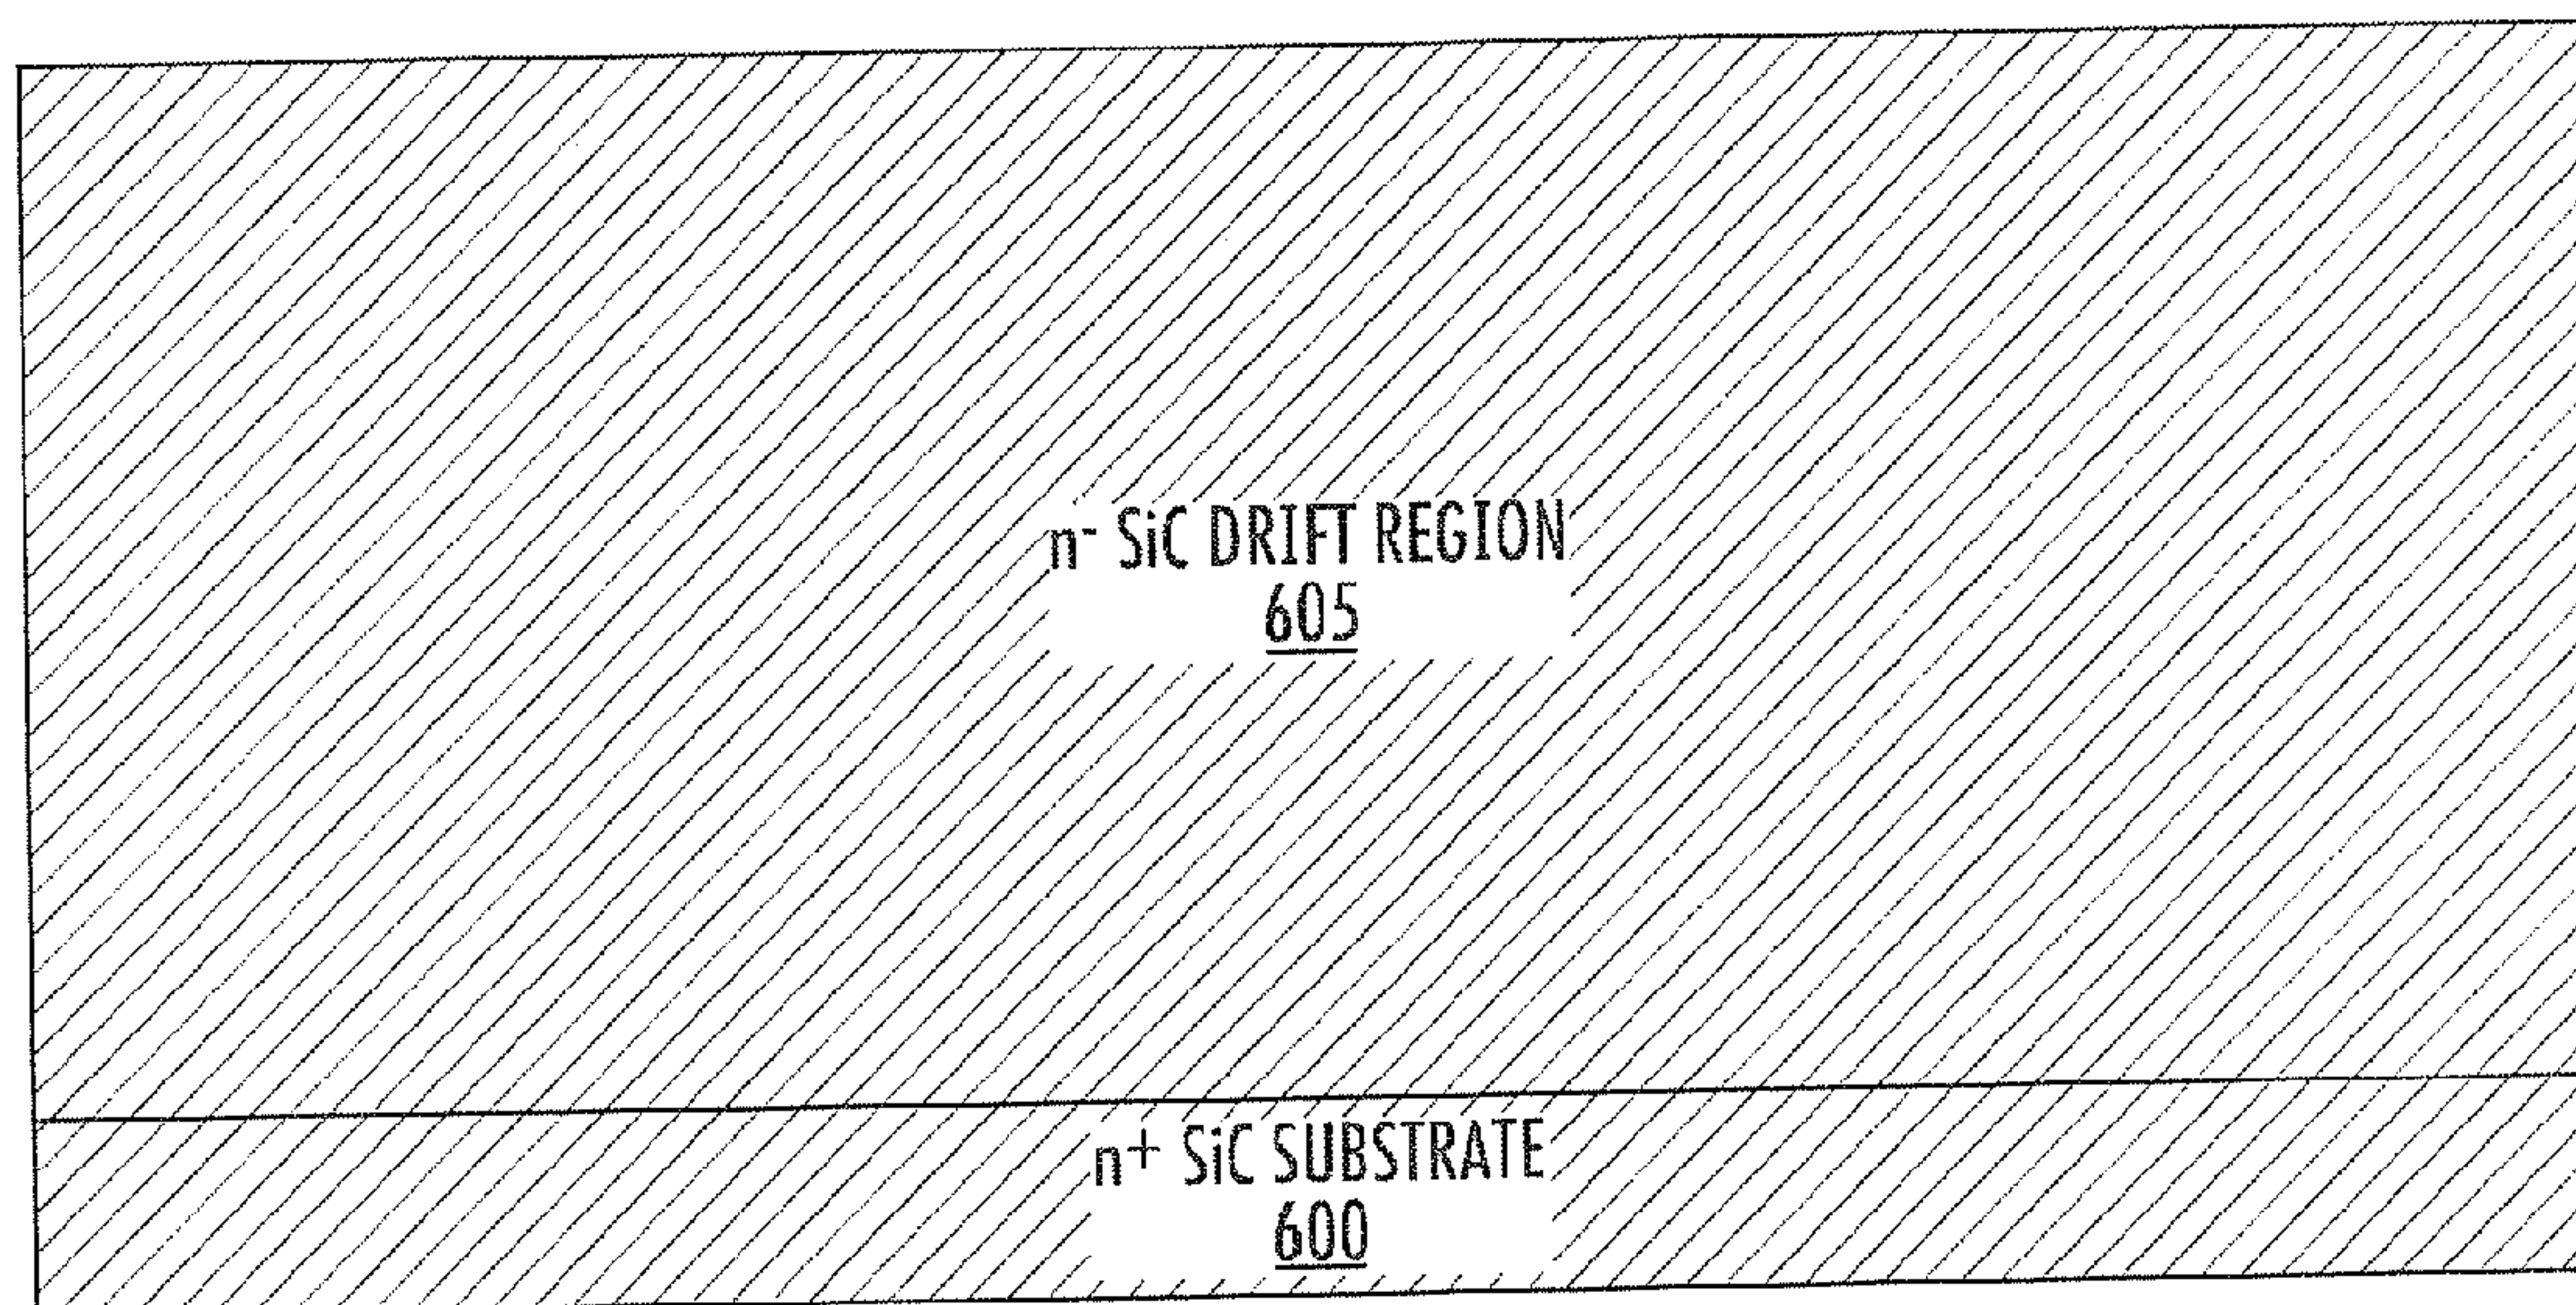 n- SiC DRIFT REGION
605
n+ SiC SUBSTRATE
600